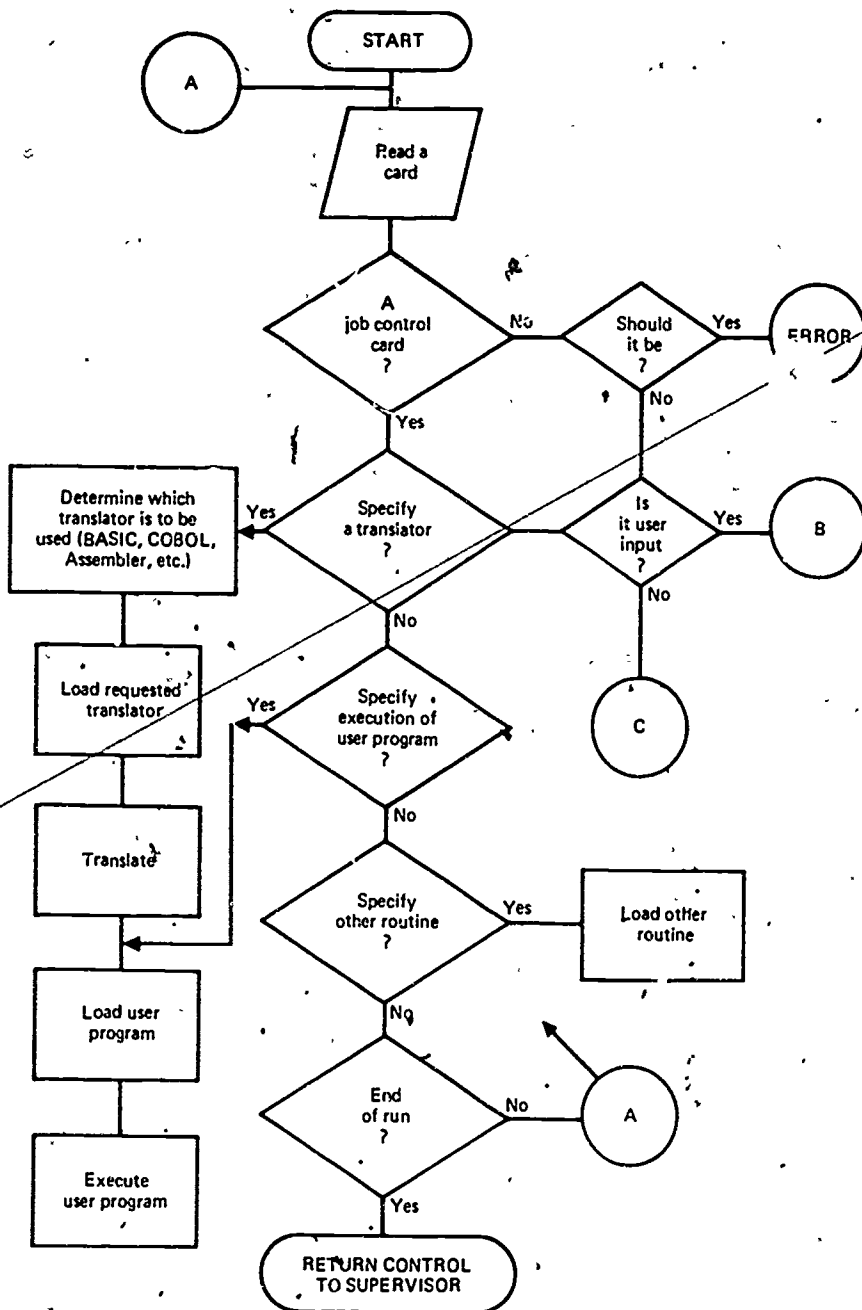 START
A
Read a
card
A
job control
card
?
No
Should
it be
?
Yes
ERROR
No
Yes
Determine which
translator is to be
used (BASIC, COBOL,
Assembler, etc.)
Yes
Specify
a translator
?
Is
it user
input
?
Yes
B
No
No
Load requested
translator
Yes
Specify
execution of
user program
?
C
No
Translate
Specify
other routine
?
Yes
Load other
routine
No
Load user
program
End
of run
?
No
A
Execute
user program
Yes
RETURN CONTROL
TO SUPERVISOR